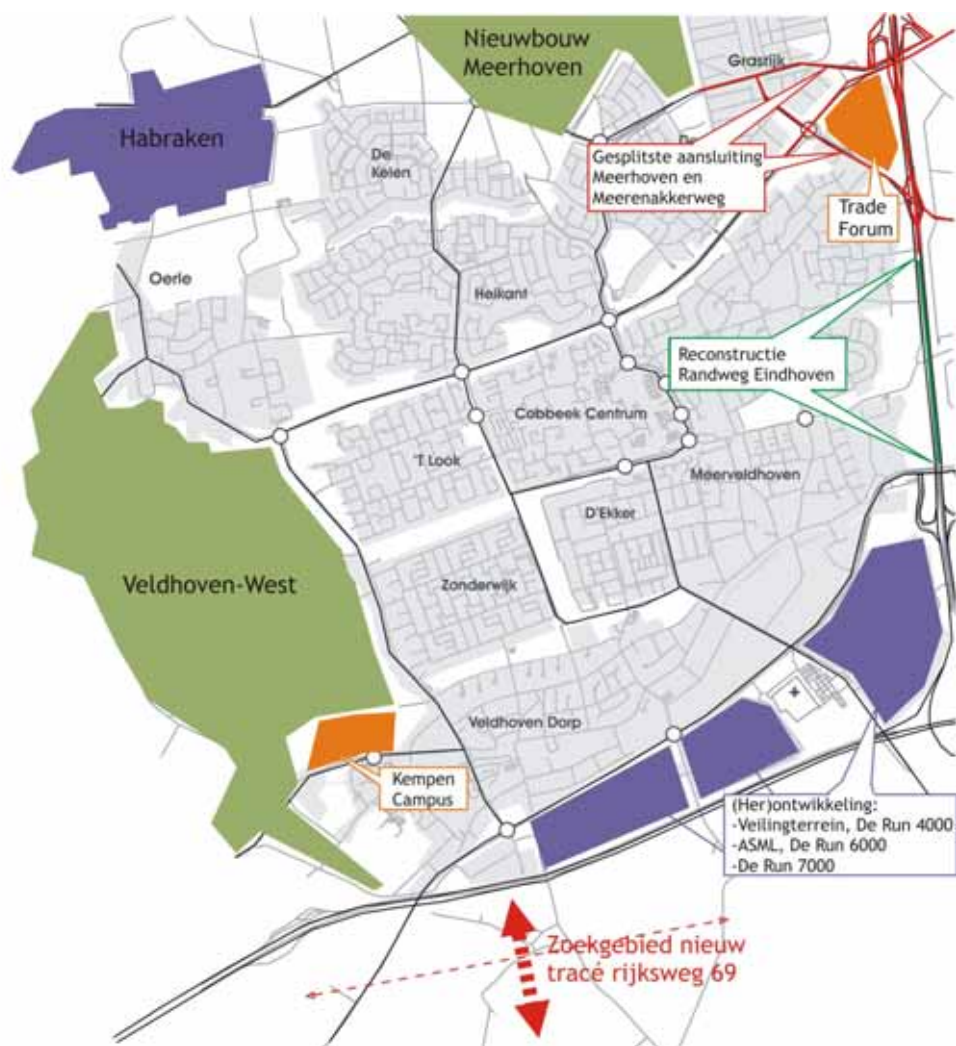 Nieuwbouw
Meerhoven
Grasrijk
Habraken
De
Kelen
De
Gesplitste aansluiting
Meerhoven en
Meerenakkerweg
Trade
Forum
Oerle
Heikant
Reconstructie
Randweg Eindhoven
Cobbeek Centrum
'T Look
Meerveldhoven
D'Ekker
Veldhoven-West
Zonderwijk
Veldhoven Dorp
Kempen
Campus
(Her)ontwikkeling:
-Veilingterrein, De Run 4000
-ASML, De Run 6000
-De Run 7000
Zoekgebied nieuw
tracé rijksweg 69